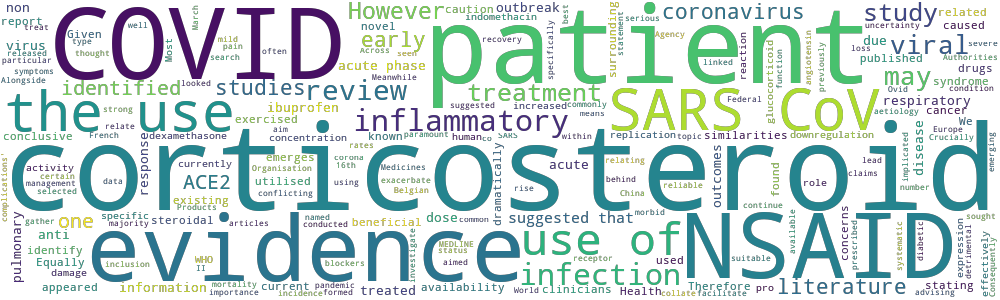 COVID patient
corticosteroid
evidence NSAID
SARS CoV
the use
use of
inflammatory
infection
treatment
review
studies
identified
study
viral
may
coronavirus
early
However
literature
ACE2
one
acute phase
ibuprofen
outbreak
caution
indomethacin
novel
non
report
virus
Given
type
treat
March
well
Most
thought
mild
pain
search
often
Across
seen
recovery
specifically
best
serious
statement
Agency
surrounding
reaction
linked
function
glucocorticoid
previously
angiotensin
due
published
loss
Ovid
uncertainty
related
caused
severe
Authorities
drugs
syndrome
condition
respiratory
cancer
aetiology
released
particular
symptoms
Alongside
looked
Meanwhile
suggested
increased
commonly
means
Federal
strong
French
conclusive
relate
dexamethasone
exercised
aim
concentration
known
paramount
human
Co
SARS
within
replication
topic
similarities
downregulation
We
Europe
Crucially
emerging
complications'
activity
certain
management
selected
data
response
currently
existing
Products
emerges
Organisation
utilised
conflicting
rates
corona
16th
using
Medicines
exacerbate
Belgian
dramatically
acute
rise
relating
behind
China
reliable
outcomes
found
role
disease
lead
claims
number
implicated
continue
pulmonary
gather
anti
identify
Equally
damage
appeared
specific
majority
steroidal
articles
inclusion
information
WHO
II
mortality
importance
current
incidence
named
conducted
pandemic
formed
beneficial
blockers
treated
investigate
dose
common
MEDLINE
status
aimed
availability
suggested that
morbid
receptor
clinicians
World
used
Health
collate
facilitate
suitable
Therefore
pro
available
concerns
prescribed
systematic
diabetic
stating
advising
expression
detrimental
effectively
sought
consequently